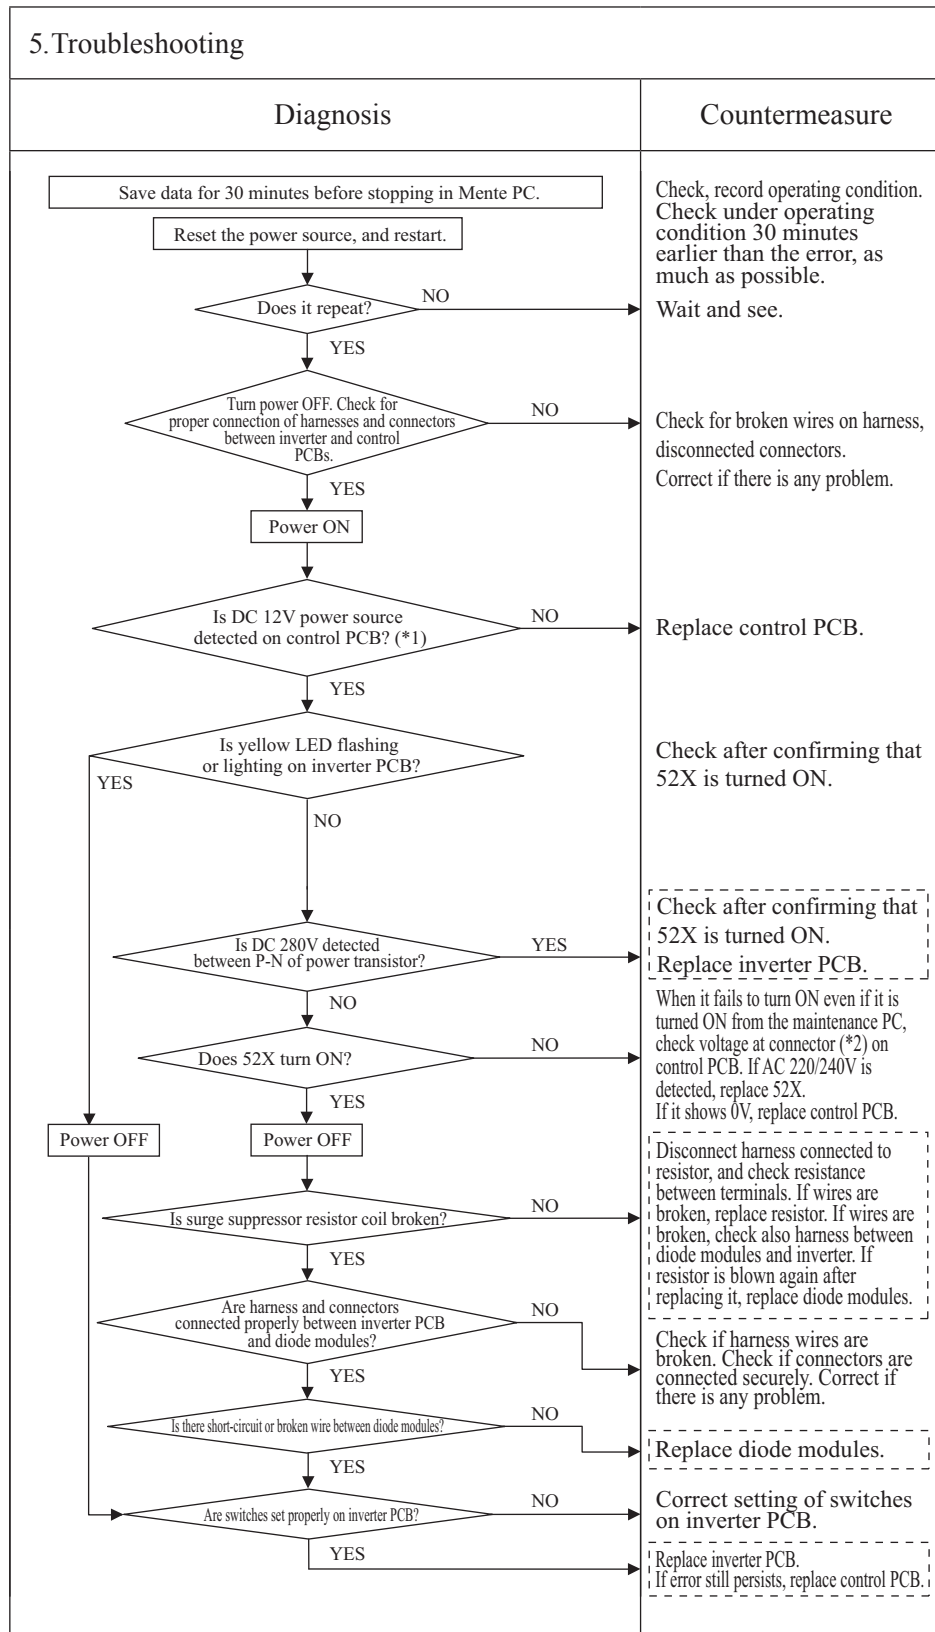 5.Troubleshooting
Diagnosis
Countermeasure
Save data for 30 minutes before stopping in Mente PC.
Check, record operating condition.
Check under operating
condition 30 minutes
earlier than the error, as
much as possible.
Reset the power source, and restart.
Does it repeat?
NO
Wait and see.
YES
Turn power OFF. Check for
proper connection of harnesses and connectors
between inverter and control
PCBs.
NO
Check for broken wires on harness,
disconnected connectors.
Correct if there is any problem.
YES
Power ON
Is DC 12V power source
detected on control PCB? (*1)
NO
Replace control PCB.
YES
Is yellow LED flashing
or lighting on inverter PCB?
Check after confirming that
52X is turned ON.
YES
NO
Is DC 280V detected
between P-N of power transistor?
YES
Check after confirming that
52X is turned ON.
Replace inverter PCB.
NO
Does 52X turn ON?
NO
When it fails to turn ON even if it is
turned ON from the maintenance PC,
check voltage at connector (*2) on
control PCB. If AC 220/240V is
detected, replace 52X.
If it shows 0V, replace control PCB.
YES
Power OFF
Power OFF
Is surge suppressor resistor coil broken?
NO
Disconnect harness connected to
resistor, and check resistance
between terminals. If wires are
broken, replace resistor. If wires are
broken, check also harness between
diode modules and inverter. If
resistor is blown again after
replacing it, replace diode modules.
YES
Are harness and connectors
connected properly between inverter PCB
and diode modules?
NO
Check if harness wires are
broken. Check if connectors are
connected securely. Correct if
there is any problem.
YES
Is there short-circuit or broken wire between diode modules?
NO
Replace diode modules.
YES
Are switches set properly on inverter PCB?
NO
Correct setting of switches
on inverter PCB.
YES
Replace inverter PCB.
If error still persists, replace control PCB.